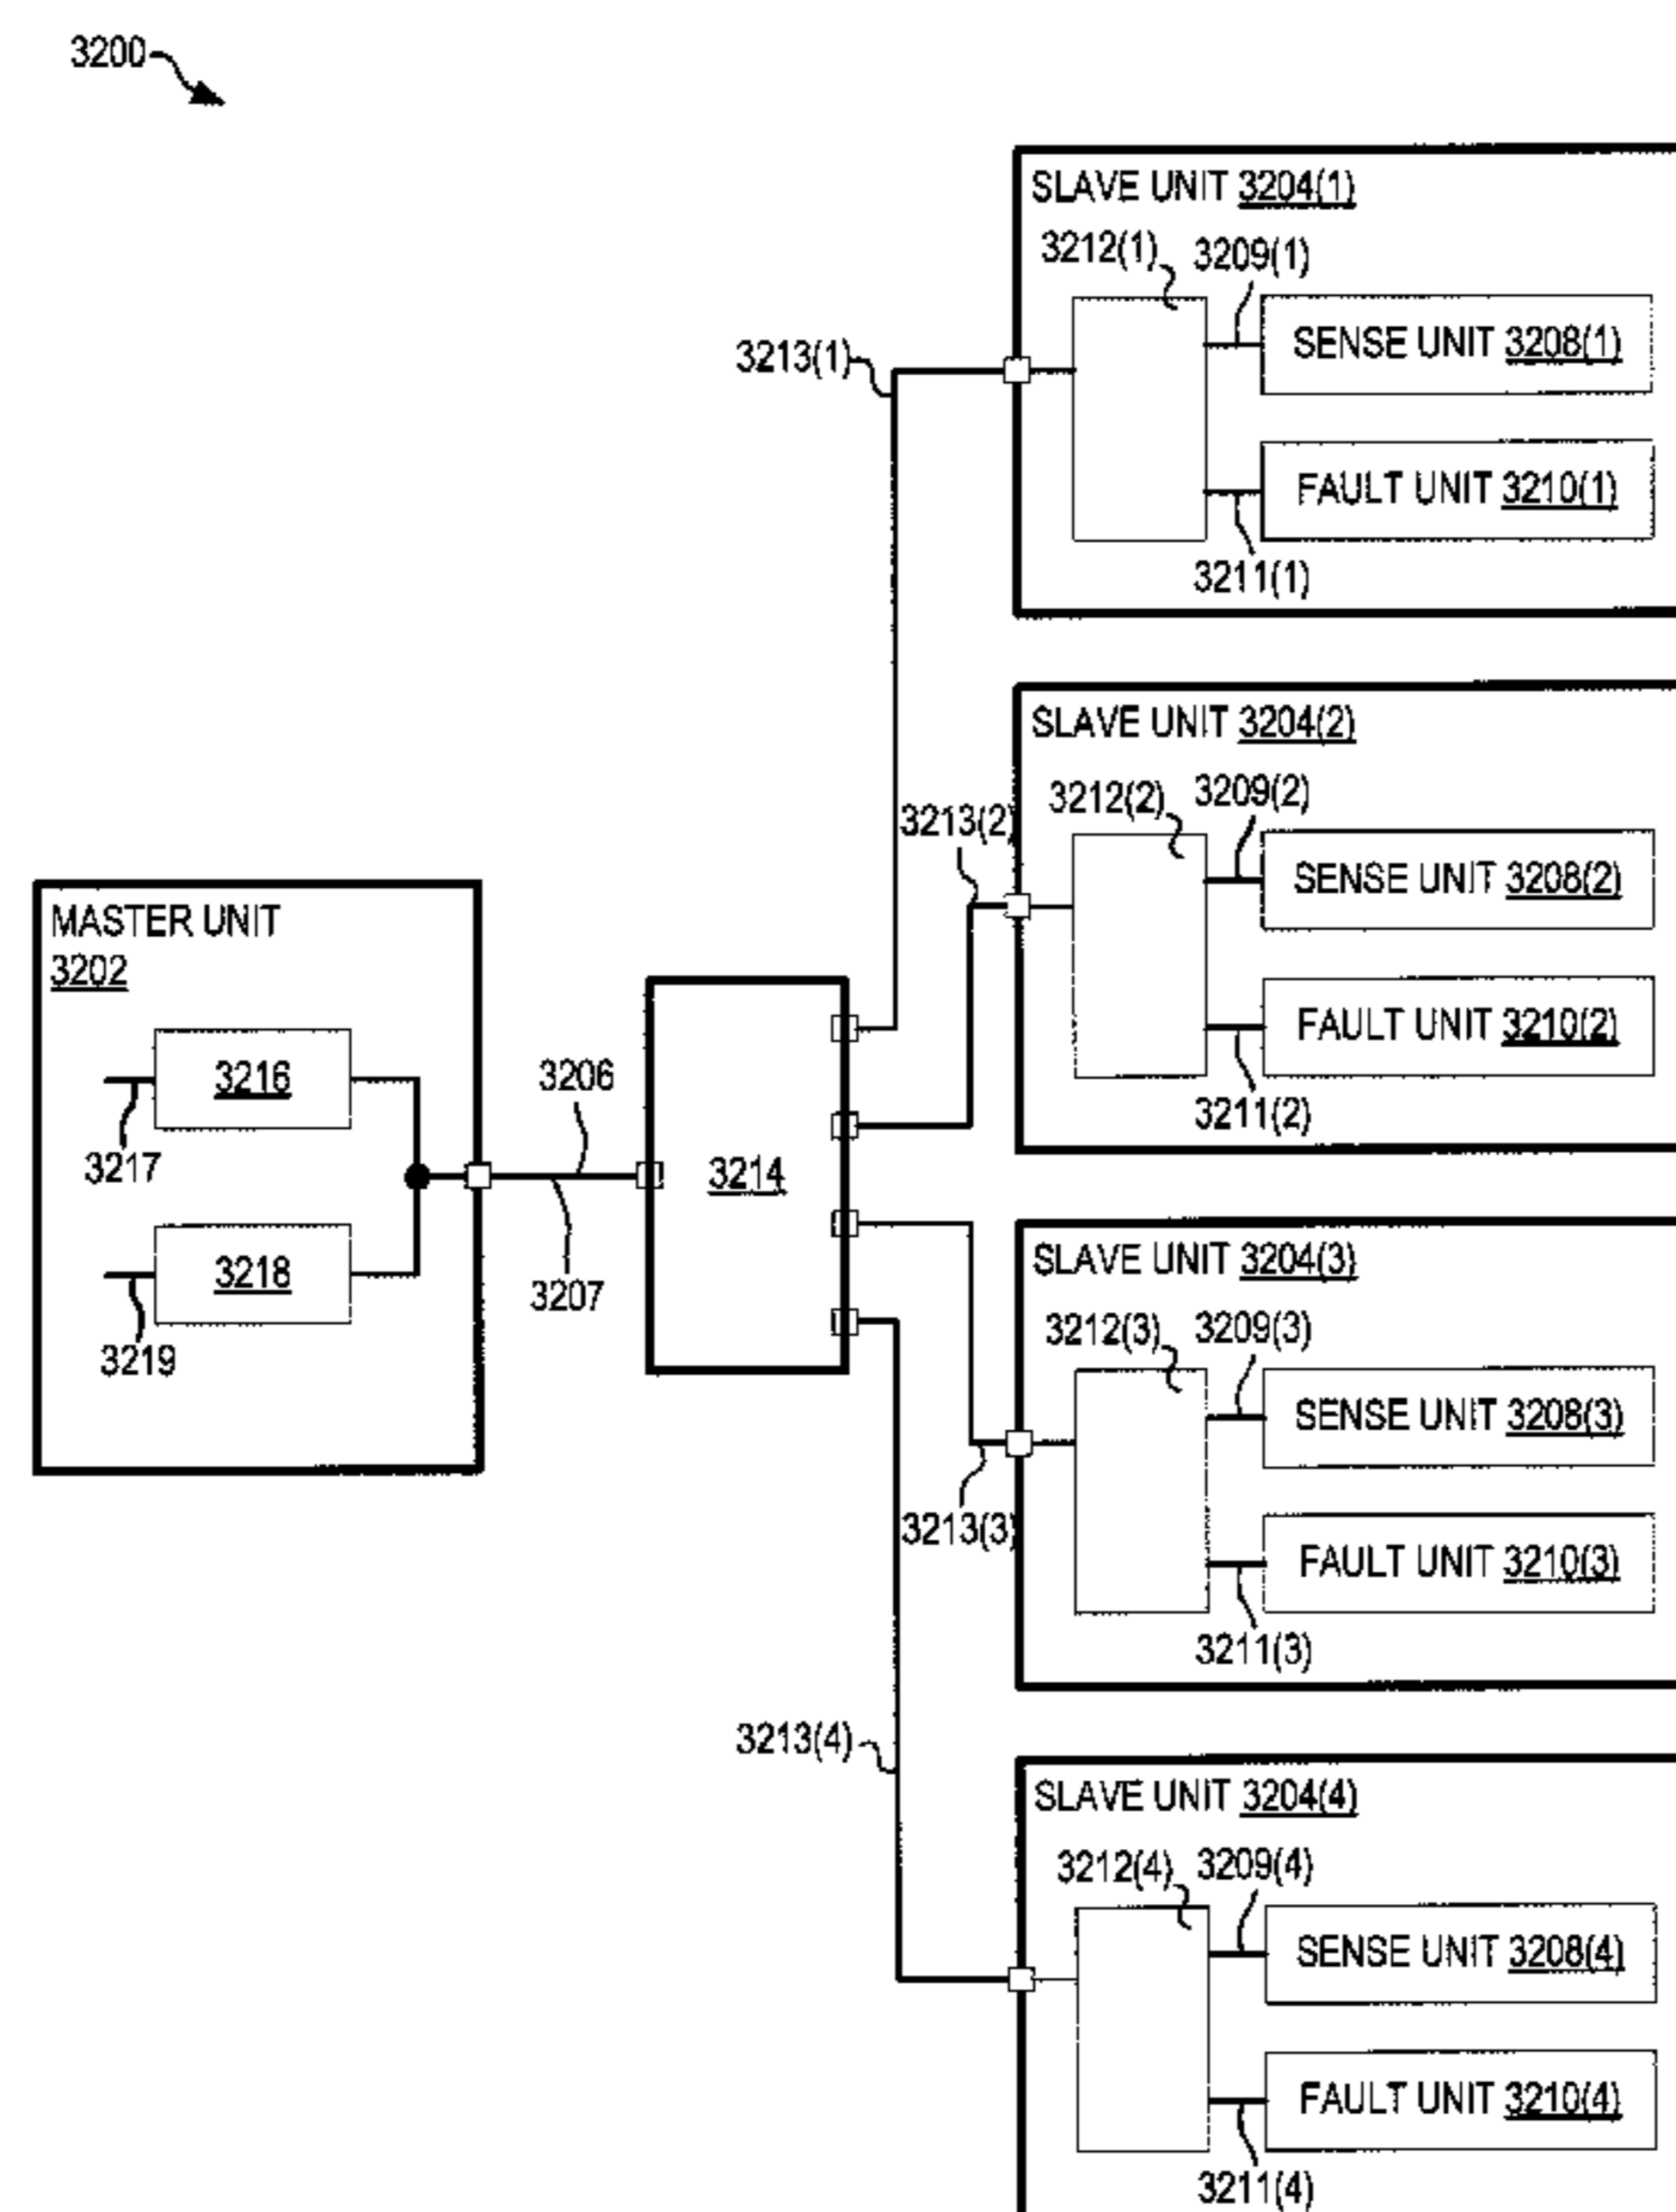 3200
SLAVE UNIT 3204(1)
3212(1)
3209(1)
3213(1)
SENSE UNIT 3208(1)
FAULT UNIT 3210(1)
3211(1)
SLAVE UNIT 3204(2)
3212(2)
3209(2)
3213(2)
SENSE UNIT 3208(2)
FAULT UNIT 3210(2)
3211(2)
MASTER UNIT
3202
3216
3217
3218
3219
3206
3207
3214
SLAVE UNIT 3204(3)
3212(3)
3209(3)
SENSE UNIT 3208(3)
3213(3)
FAULT UNIT 3210(3)
3211(3)
3213(4)
SLAVE UNIT 3204(4)
3212(4)
3209(4)
SENSE UNIT 3208(4)
FAULT UNIT 3210(4)
3211(4)